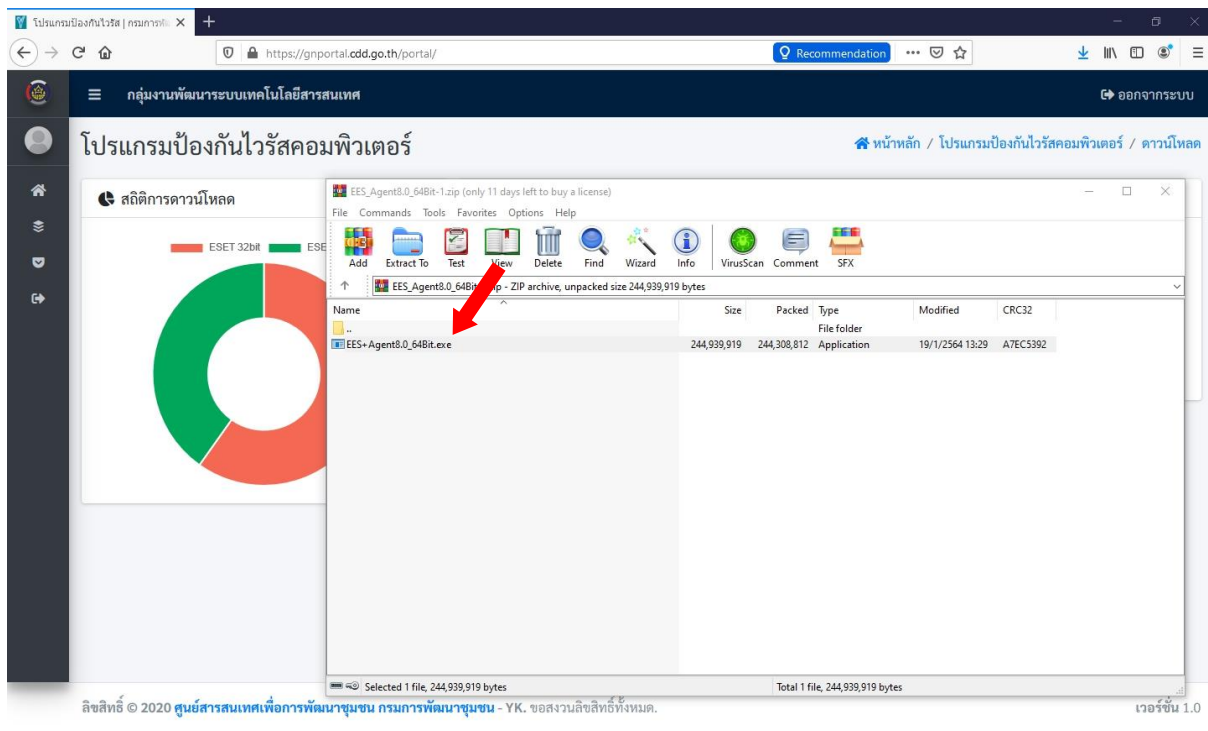 โปรแกรมป้องกันไวรัส | กรมการพัฒ
https://gnportal.cdd.go.th/portal/
Recommendation
กลุ่มงานพัฒนาระบบเทคโนโลยีสารสนเทศ
ออกจากระบบ
โปรแกรมป้องกันไวรัสคอมพิวเตอร์
หน้าหลัก / โปรแกรมป้องกันไวรัสคอมพิวเตอร์ / ดาวน์โหลด
สถิติการดาวน์โหลด
ESET 32bit ESE
EES_Agent8.0_64Bit-1.zip (only 11 days left to buy a license)
File Commands Tools Favorites Options Help
Add Extract To Test View Delete Find Wizard Info VirusScan Comment SFX
EES_Agent8.0_64Bit - ZIP archive, unpacked size 244,939,919 bytes
Name Size Packed Type Modified CRC32
.. File folder
EES+Agent8.0_64Bit.exe 244,939,919 244,308,812 Application 19/1/2564 13:29 A7EC5392
Selected 1 file, 244,939,919 bytes
Total 1 file, 244,939,919 bytes
ลิขสิทธิ์ © 2020 ศูนย์สารสนเทศเพื่อการพัฒนาชุมชน กรมการพัฒนาชุมชน - YK. ขอสงวนลิขสิทธิ์ทั้งหมด.
เวอร์ชั่น 1.0